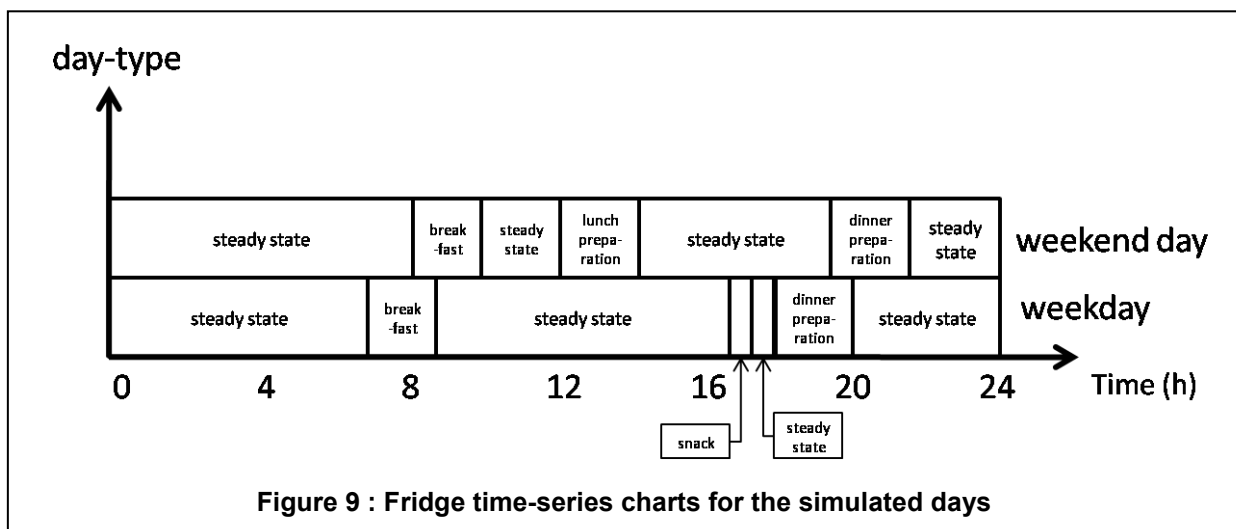 day-type
steady state
break
-fast
steady
state
lunch
prepa-
ration
steady state
dinner
prepa-
ration
steady
state
weekend day
steady state
break
-fast
steady state
dinner
prepa-
ration
steady state
weekday
0 4 8 12 16 20 24 Time (h)
snack
steady
state
Figure 9 : Fridge time-series charts for the simulated days